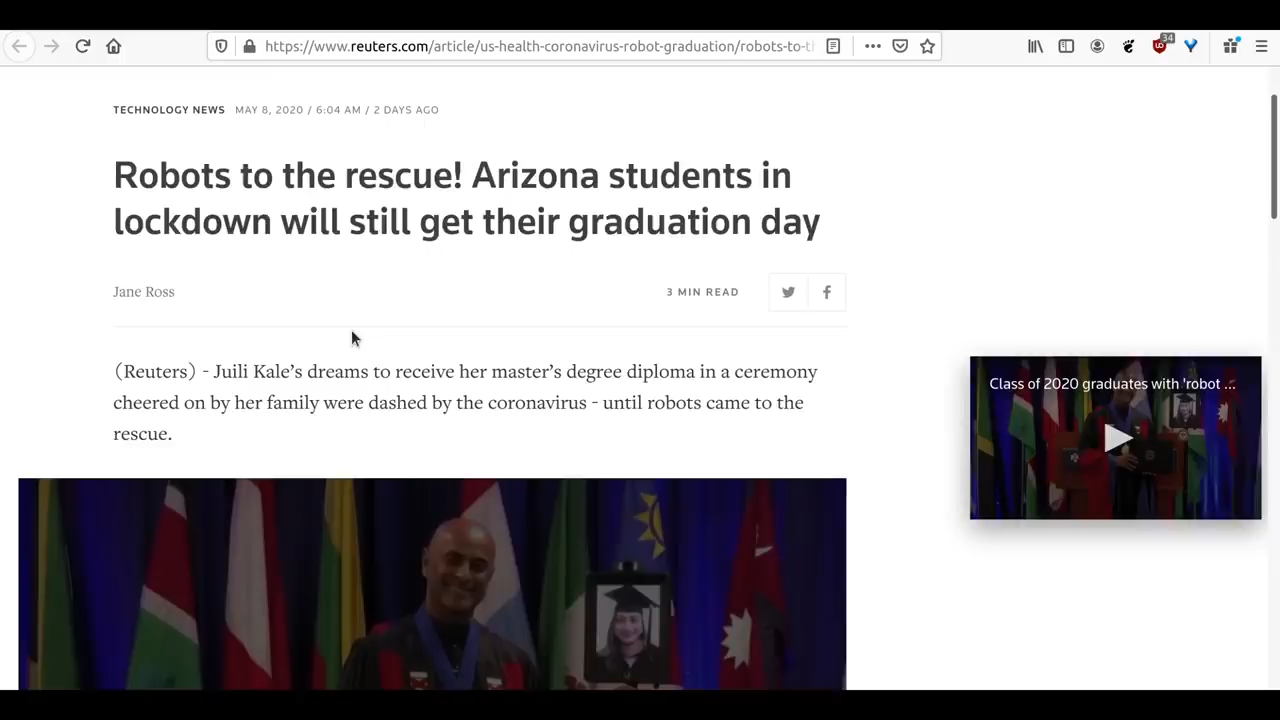 https://www.reuters.com/article/us-health-coronavirus-robot-graduation/robots-to-t
34
TECHNOLOGY NEWS MAY 8, 2020 / 6:04 AM / 2 DAYS AGO
Robots to the rescue! Arizona students in
lockdown will still get their graduation day
Jane Ross
3 MIN READ
(Reuters) - Juili Kale’s dreams to receive her master’s degree diploma in a ceremony
cheered on by her family were dashed by the coronavirus - until robots came to the
rescue.
Class of 2020 graduates with 'robot ...